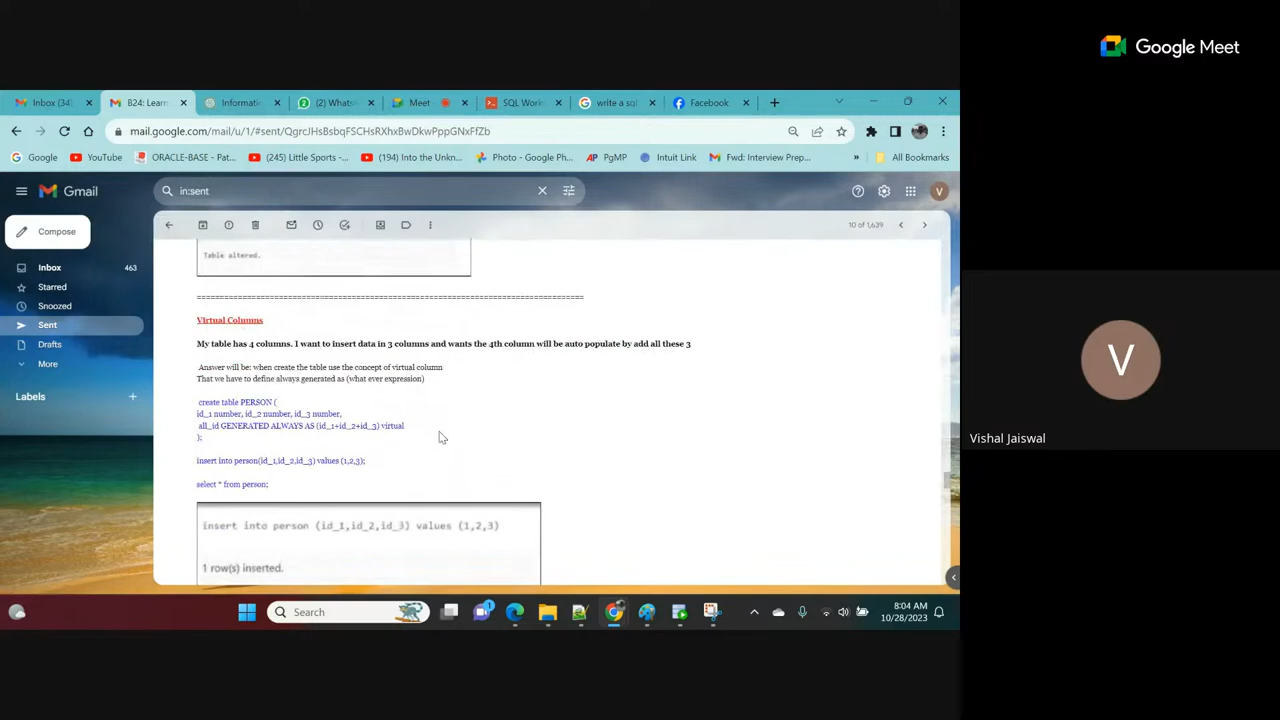 Google Meet
Inbox (34)
B24: Learn
Informatio
(2) Whats
Meet
SQL Work
write a sql
Facebook
mail.google.com/mail/u/1/#sent/QgrcJHsBsbqFSCHsRXhxBwDkwPppGNxFfZb
Google
YouTube
ORACLE-BASE - Pat...
(245) Little Sports -...
(194) Into the Unkn...
Photo - Google Ph...
PgMP
Intuit Link
Fwd: Interview Prep...
»
All Bookmarks
Gmail
in:sent
V
Compose
10 of 1,639
Inbox 463
Starred
Snoozed
Sent
Drafts
More
Labels
Table altered.
====================================================================================
Virtual Columns
My table has 4 columns. I want to insert data in 3 columns and wants the 4th column will be auto populate by add all these 3
Answer will be: when create the table use the concept of virtual column
That we have to define always generated as (what ever expression)
create table PERSON (
id_1 number, id_2 number, id_3 number,
all_id GENERATED ALWAYS AS (id_1+id_2+id_3) virtual
);
insert into person(id_1,id_2,id_3) values (1,2,3);
select * from person;
insert into person (id_1,id_2,id_3) values (1,2,3)
1 row(s) inserted.
V
Vishal Jaiswal
Search
8:04 AM
10/28/2023